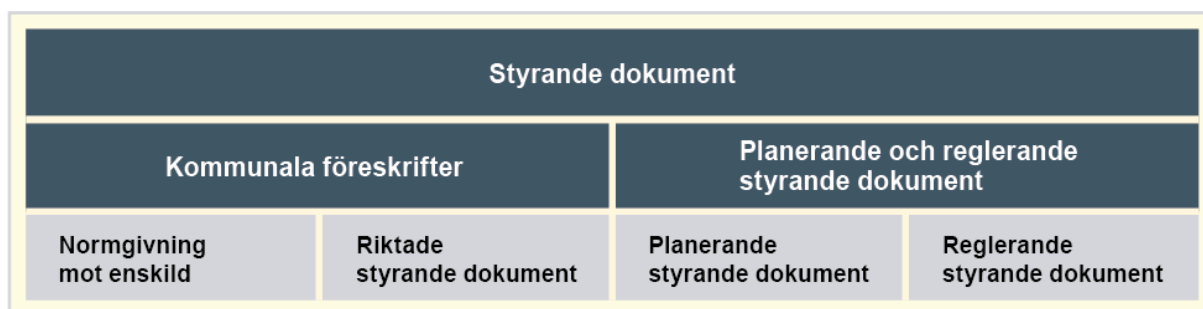 Styrande dokument
Kommunala föreskrifter
Planerande och reglerande
styrande dokument
Normgivning
mot enskild
Riktade
styrande dokument
Planerande
styrande dokument
Reglerande
styrande dokument